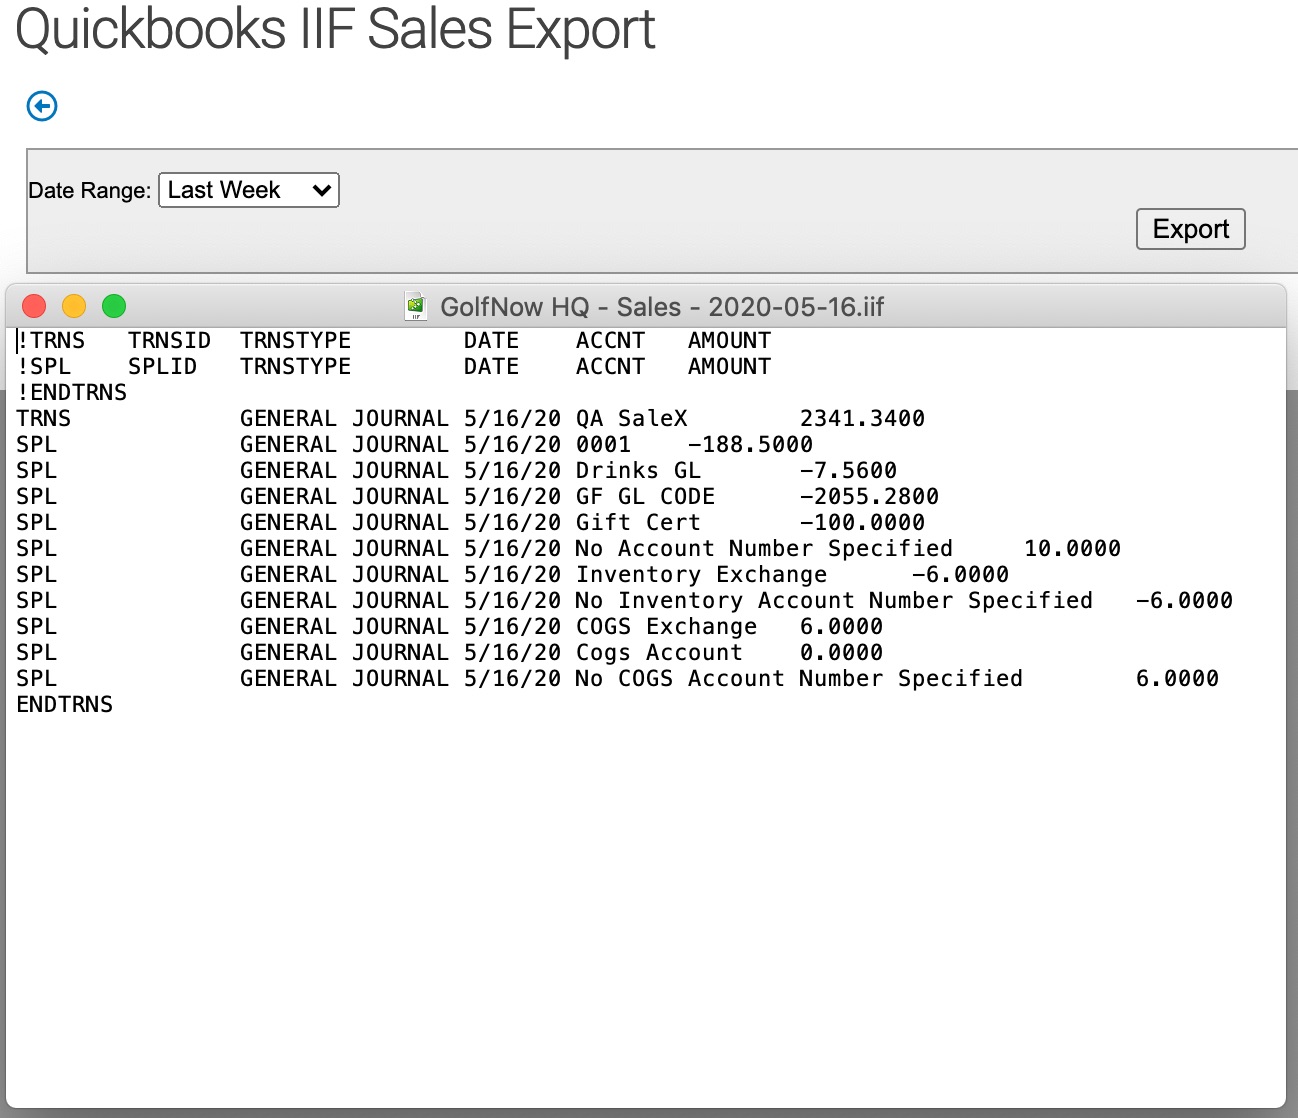 Quickbooks IIF Sales Export
Date Range: Last Week
Export
GolfNow HQ - Sales - 2020-05-16.iif
!TRNS TRNSID TRNSTYPE DATE ACCNT AMOUNT
!SPL SPLID TRNSTYPE DATE ACCNT AMOUNT
!ENDTRNS
TRNS GENERAL JOURNAL 5/16/20 QA SaleX 2341.3400
SPL GENERAL JOURNAL 5/16/20 0001 -188.5000
SPL GENERAL JOURNAL 5/16/20 Drinks GL -7.5600
SPL GENERAL JOURNAL 5/16/20 GF GL CODE -2055.2800
SPL GENERAL JOURNAL 5/16/20 Gift Cert -100.0000
SPL GENERAL JOURNAL 5/16/20 No Account Number Specified 10.0000
SPL GENERAL JOURNAL 5/16/20 Inventory Exchange -6.0000
SPL GENERAL JOURNAL 5/16/20 No Inventory Account Number Specified -6.0000
SPL GENERAL JOURNAL 5/16/20 COGS Exchange 6.0000
SPL GENERAL JOURNAL 5/16/20 Cogs Account 0.0000
SPL GENERAL JOURNAL 5/16/20 No COGS Account Number Specified 6.0000
ENDTRNS